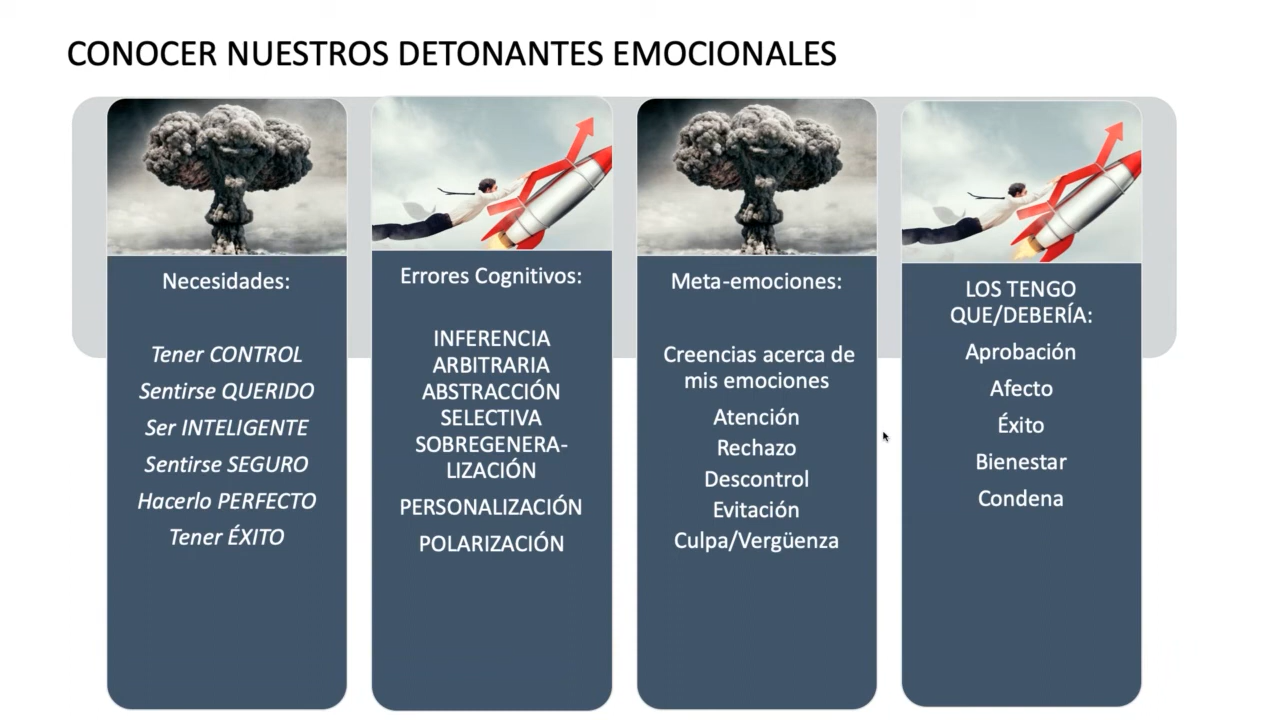 CONOCER NUESTROS DETONANTES EMOCIONALES
Necesidades:
Tener CONTROL
Sentirse QUERIDO
Ser INTELIGENTE
Sentirse SEGURO
Hacerlo PERFECTO
Tener ÉXITO
Errores Cognitivos:
INFERENCIA
ARBITRARIA
ABSTRACCIÓN
SELECTIVA
SOBREGENERA-
LIZACIÓN
PERSONALIZACIÓN
POLARIZACIÓN
Meta-emociones:
Creencias acerca de
mis emociones
Atención
Rechazo
Descontrol
Evitación
Culpa/Vergüenza
LOS TENGO
QUE/DEBERÍA:
Aprobación
Afecto
Éxito
Bienestar
Condena